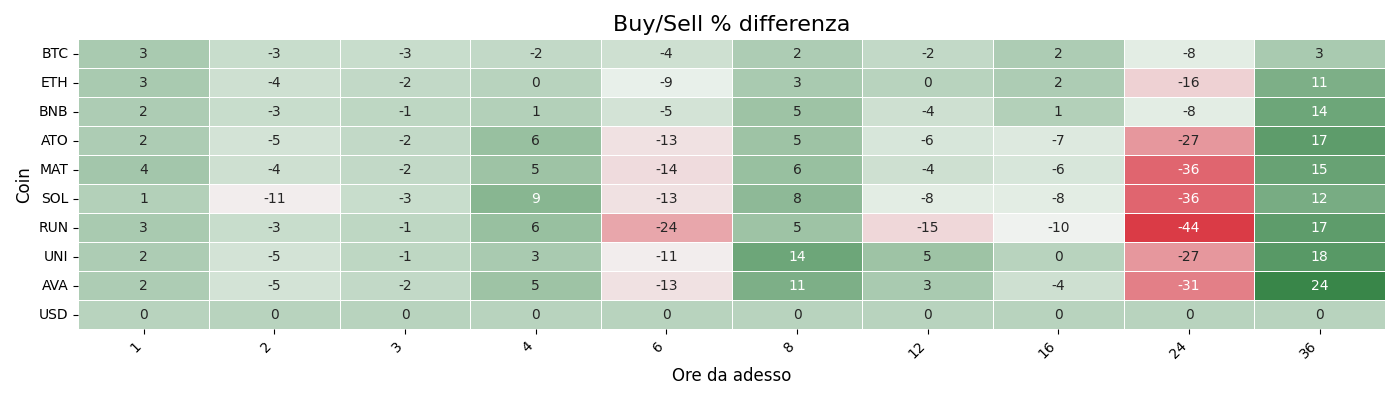 Buy/Sell % differenza
Coin
BTC 3 -3 -3 -2 -4 2 -2 2 -8 3
ETH 3 -4 -2 0 -9 3 0 2 -16 11
BNB 2 -3 -1 1 -5 5 -4 1 -8 14
ATO 2 -5 -2 6 -13 5 -6 -7 -27 17
MAT 4 -4 -2 5 -14 6 -4 -6 -36 15
SOL 1 -11 -3 9 -13 8 -8 -8 -36 12
RUN 3 -3 -1 6 -24 5 -15 -10 -44 17
UNI 2 -5 -1 3 -11 14 5 0 -27 18
AVA 2 -5 -2 5 -13 11 3 -4 -31 24
USD 0 0 0 0 0 0 0 0 0 0
1 2 3 4 6 8 12 16 24 36
Ore da adesso